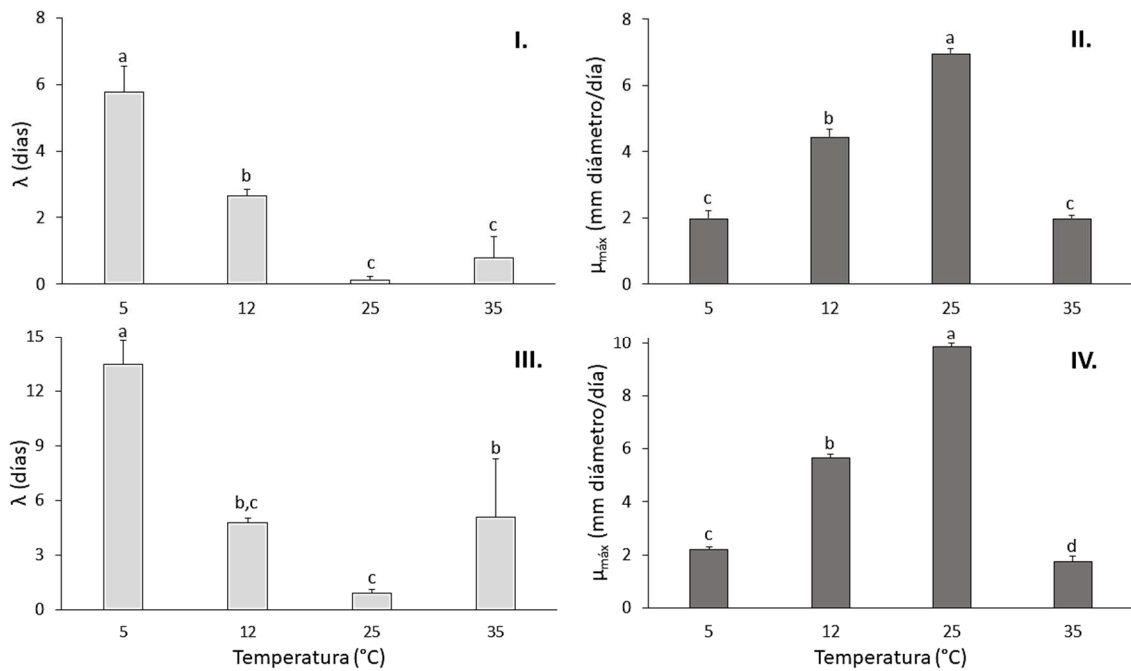 I.
λ (días)
8
6
4
2
0
a
b
c
c
5 12 25 35
II.
μmáx (mm diámetro/día)
8
6
4
2
0
c
b
a
c
5 12 25 35
III.
λ (días)
15
12
9
6
3
0
a
b,c
c
b
5 12 25 35
Temperatura (°C)
IV.
μmáx (mm diámetro/día)
10
8
6
4
2
0
c
b
a
d
5 12 25 35
Temperatura (°C)